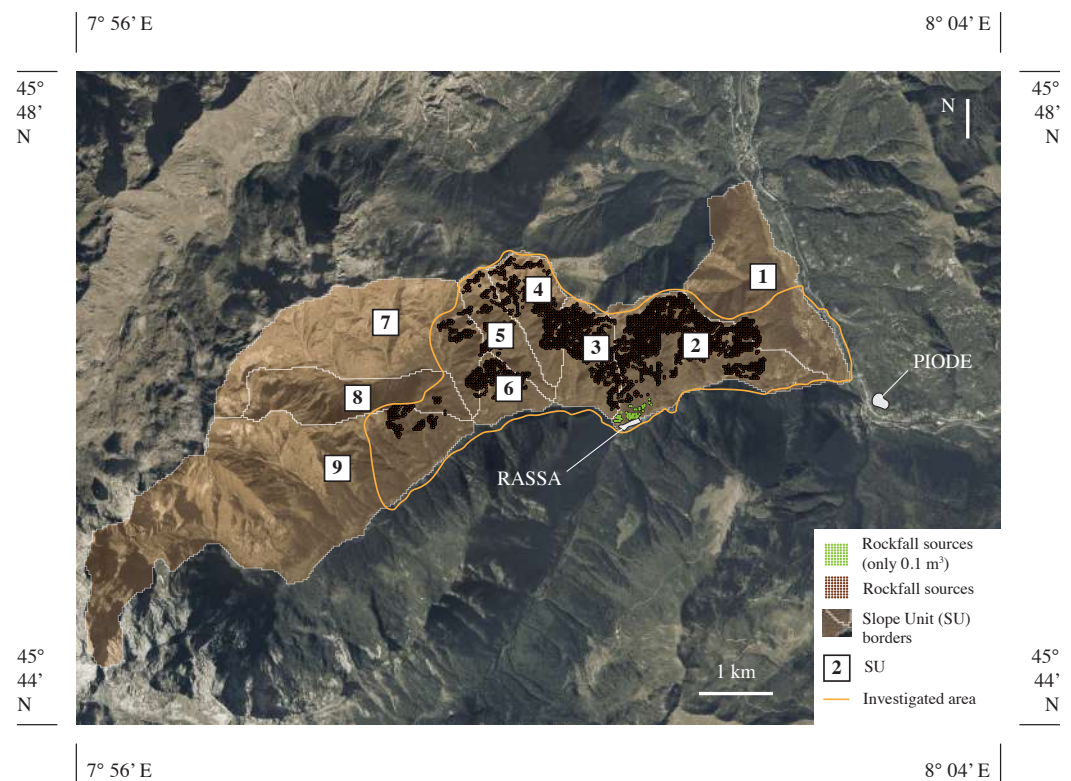 7° 56’ E
8° 04’ E
45°
48’
N
45°
48’
N
N
1
4
7
5
3
2
PIODE
6
8
9
RASSA
Rockfall sources
(only 0.1 m³)
Rockfall sources
Slope Unit (SU)
borders
2 SU
Investigated area
1 km
45°
44’
N
45°
44’
N
7° 56’ E
8° 04’ E